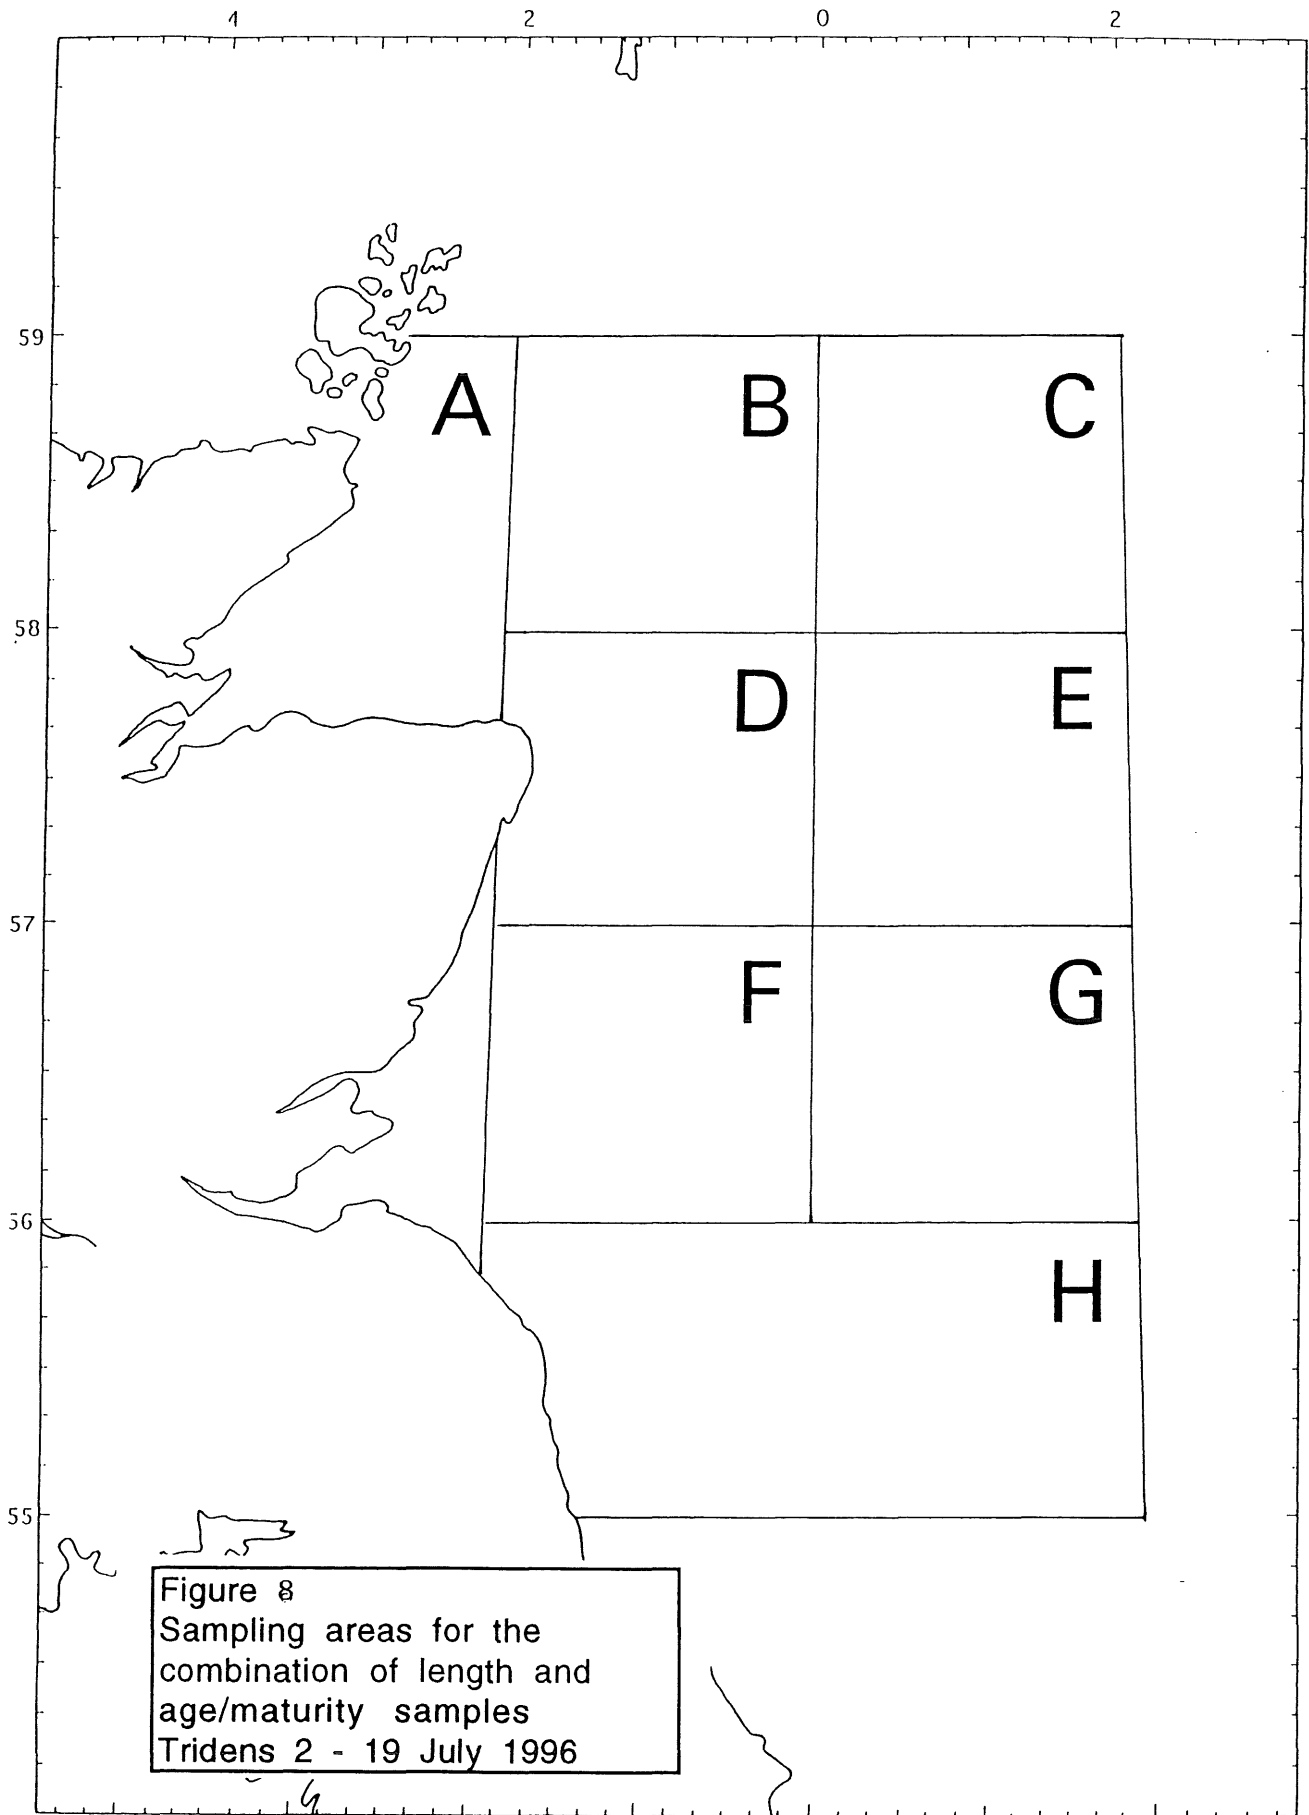 4 2 0 2
59
A B C
58
D E
57
F G
56
H
55
Figure 8
Sampling areas for the
combination of length and
age/maturity samples
Tridens 2 - 19 July 1996